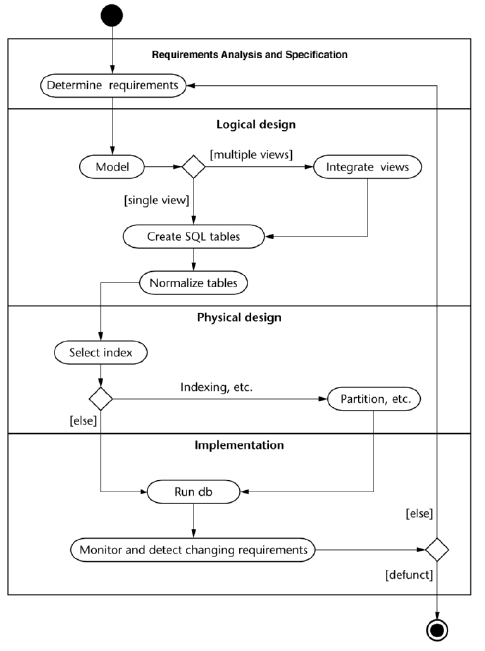 Requirements Analysis and Specification
Determine requirements
Logical design
Model
[multiple views]
Integrate views
[single view]
Create SQL tables
Normalize tables
Physical design
Select index
Indexing, etc.
Partition, etc.
[else]
Implementation
Run db
[else]
Monitor and detect changing requirements
[defunct]